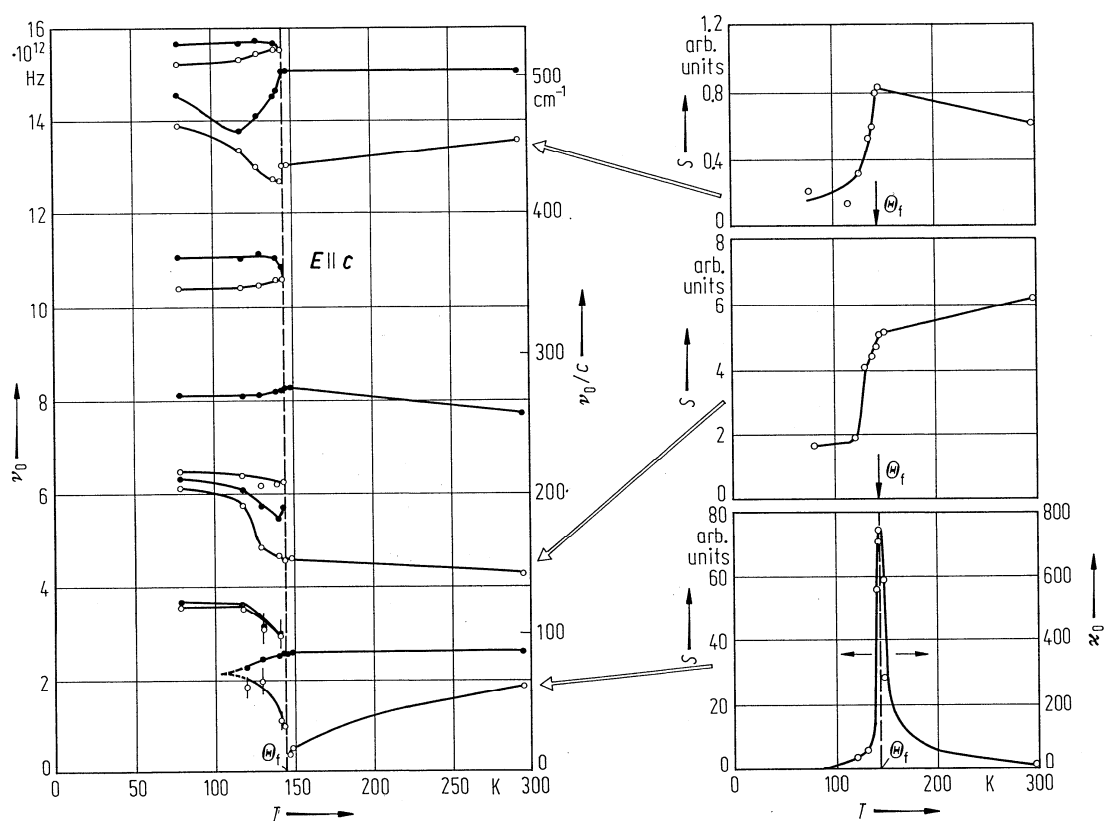 16
·10¹² Hz
14
12
10
8
6
4
2
0
ν₀
500
cm⁻¹
400
300
200
100
0
ν₀/c
E ∥ c
Θf
0 50 100 150 200 250 K 300
T
1,2
arb. units
0,8
0,4
0
S
Θf
8
arb. units
6
4
2
0
S
Θf
80
arb. units
60
40
20
0
S
800
600
400
200
0
ϰ₀
Θf
0 100 200 K 300
T